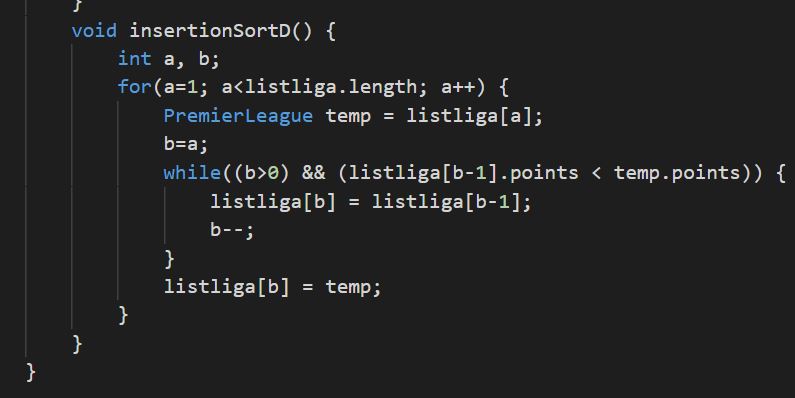 }
void insertionSortD() {
int a, b;
for(a=1; a<listliga.length; a++) {
PremierLeague temp = listliga[a];
b=a;
while((b>0) && (listliga[b-1].points < temp.points)) {
listliga[b] = listliga[b-1];
b--;
}
listliga[b] = temp;
}
}
}